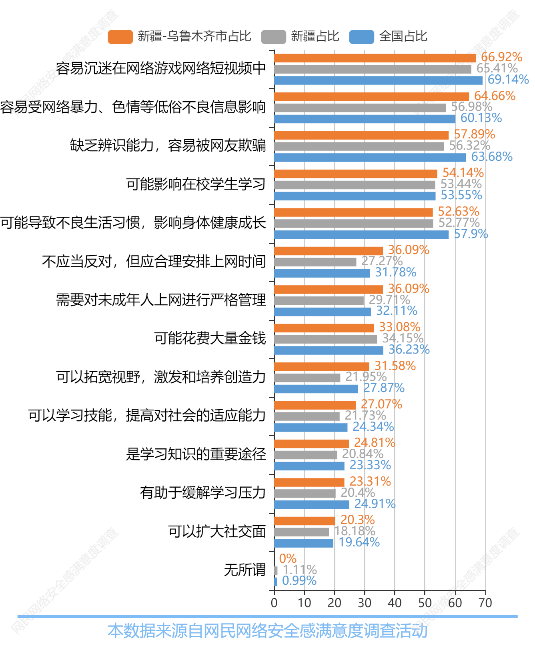 新疆-乌鲁木齐市占比 新疆占比 全国占比
容易沉迷在网络游戏网络短视频中 66.92% 65.41% 69.14%
容易受网络暴力、色情等低俗不良信息影响 64.66% 56.98% 60.13%
缺乏辨识能力，容易被网友欺骗 57.89% 56.32% 63.68%
可能影响在校学生学习 54.14% 53.44% 53.55%
可能导致不良生活习惯，影响身体健康成长 52.63% 52.77% 57.9%
不应当反对，但应合理安排上网时间 36.09% 27.27% 31.78%
需要对未成年人上网进行严格管理 36.09% 29.71% 32.11%
可能花费大量金钱 33.08% 34.15% 36.23%
可以拓宽视野，激发和培养创造力 31.58% 21.95% 27.87%
可以学习技能，提高对社会的适应能力 27.07% 21.73% 24.34%
是学习知识的重要途径 24.81% 20.84% 23.33%
有助于缓解学习压力 23.31% 20.4% 24.91%
可以扩大社交面 20.3% 18.18% 19.64%
无所谓 0% 1.11% 0.99%
0 10 20 30 40 50 60 70
本数据来源自网民网络安全感满意度调查活动